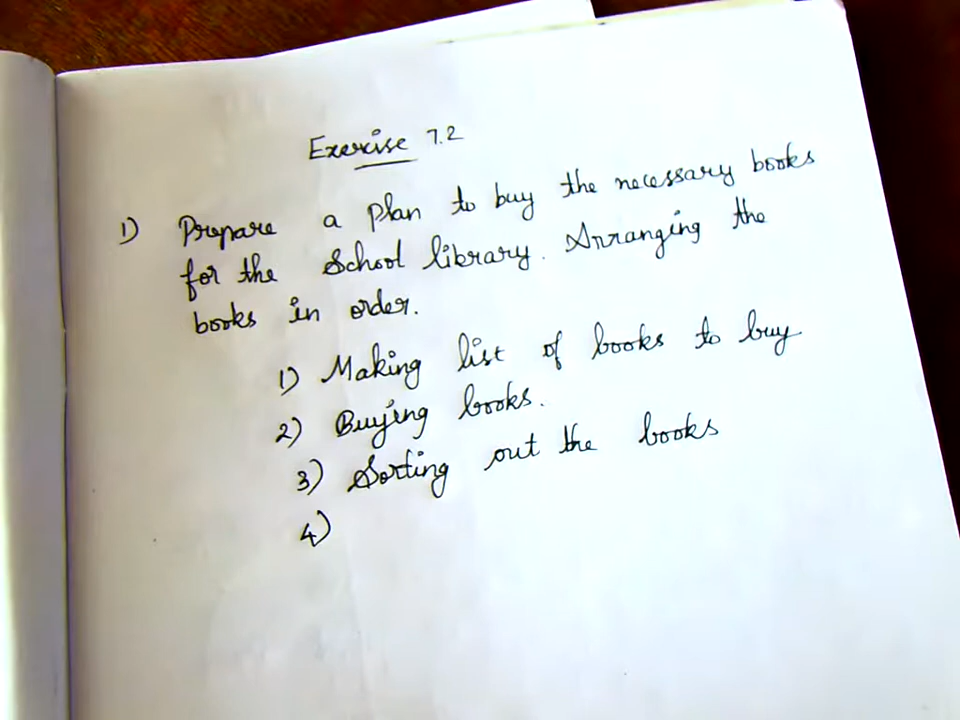 Exercise 7.2
1) Prepare a plan to buy the necessary books
for the School library. Arranging the
books in order.
1) Making list of books to buy
2) Buying books.
3) Sorting out the books
4)